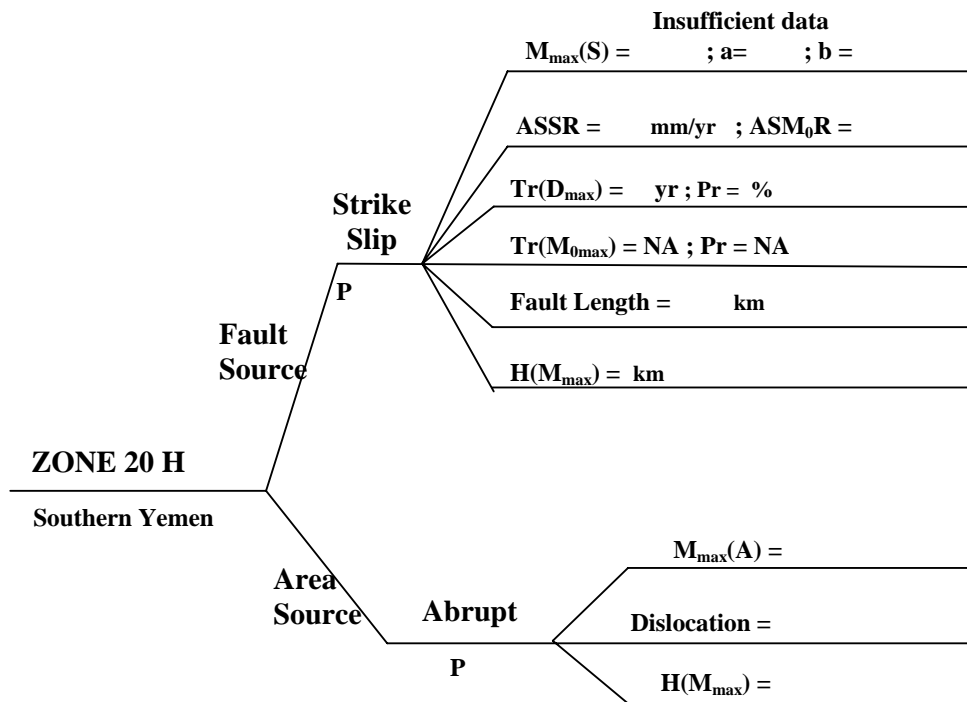 Insufficient data
Mmax(S) = ; a= ; b =
ASSR = mm/yr ; ASM0R =
Tr(Dmax) = yr ; Pr = %
Strike
Slip
Tr(M0max) = NA ; Pr = NA
P
Fault Length = km
Fault
Source
H(Mmax) = km
ZONE 20 H
Southern Yemen
Mmax(A) =
Area
Source
Abrupt
Dislocation =
P
H(Mmax) =